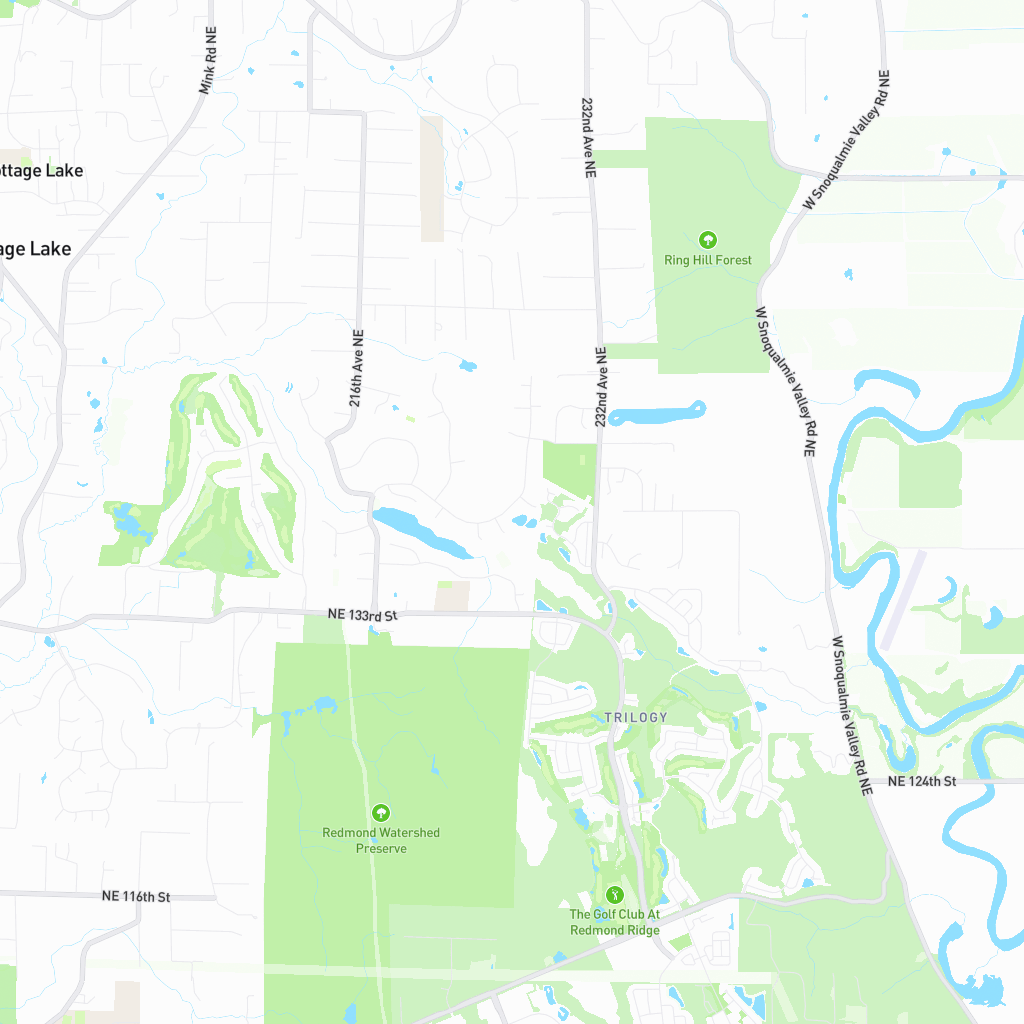 Mink Rd NE
232nd Ave NE
W Snoqualmie Valley Rd NE
ottage Lake
age Lake
Ring Hill Forest
216th Ave NE
232nd Ave NE
W Snoqualmie Valley Rd NE
NE 133rd St
W Snoqualmie Valley Rd NE
TRILOGY
NE 124th St
Redmond Watershed
Preserve
NE 116th St
The Golf Club At
Redmond Ridge